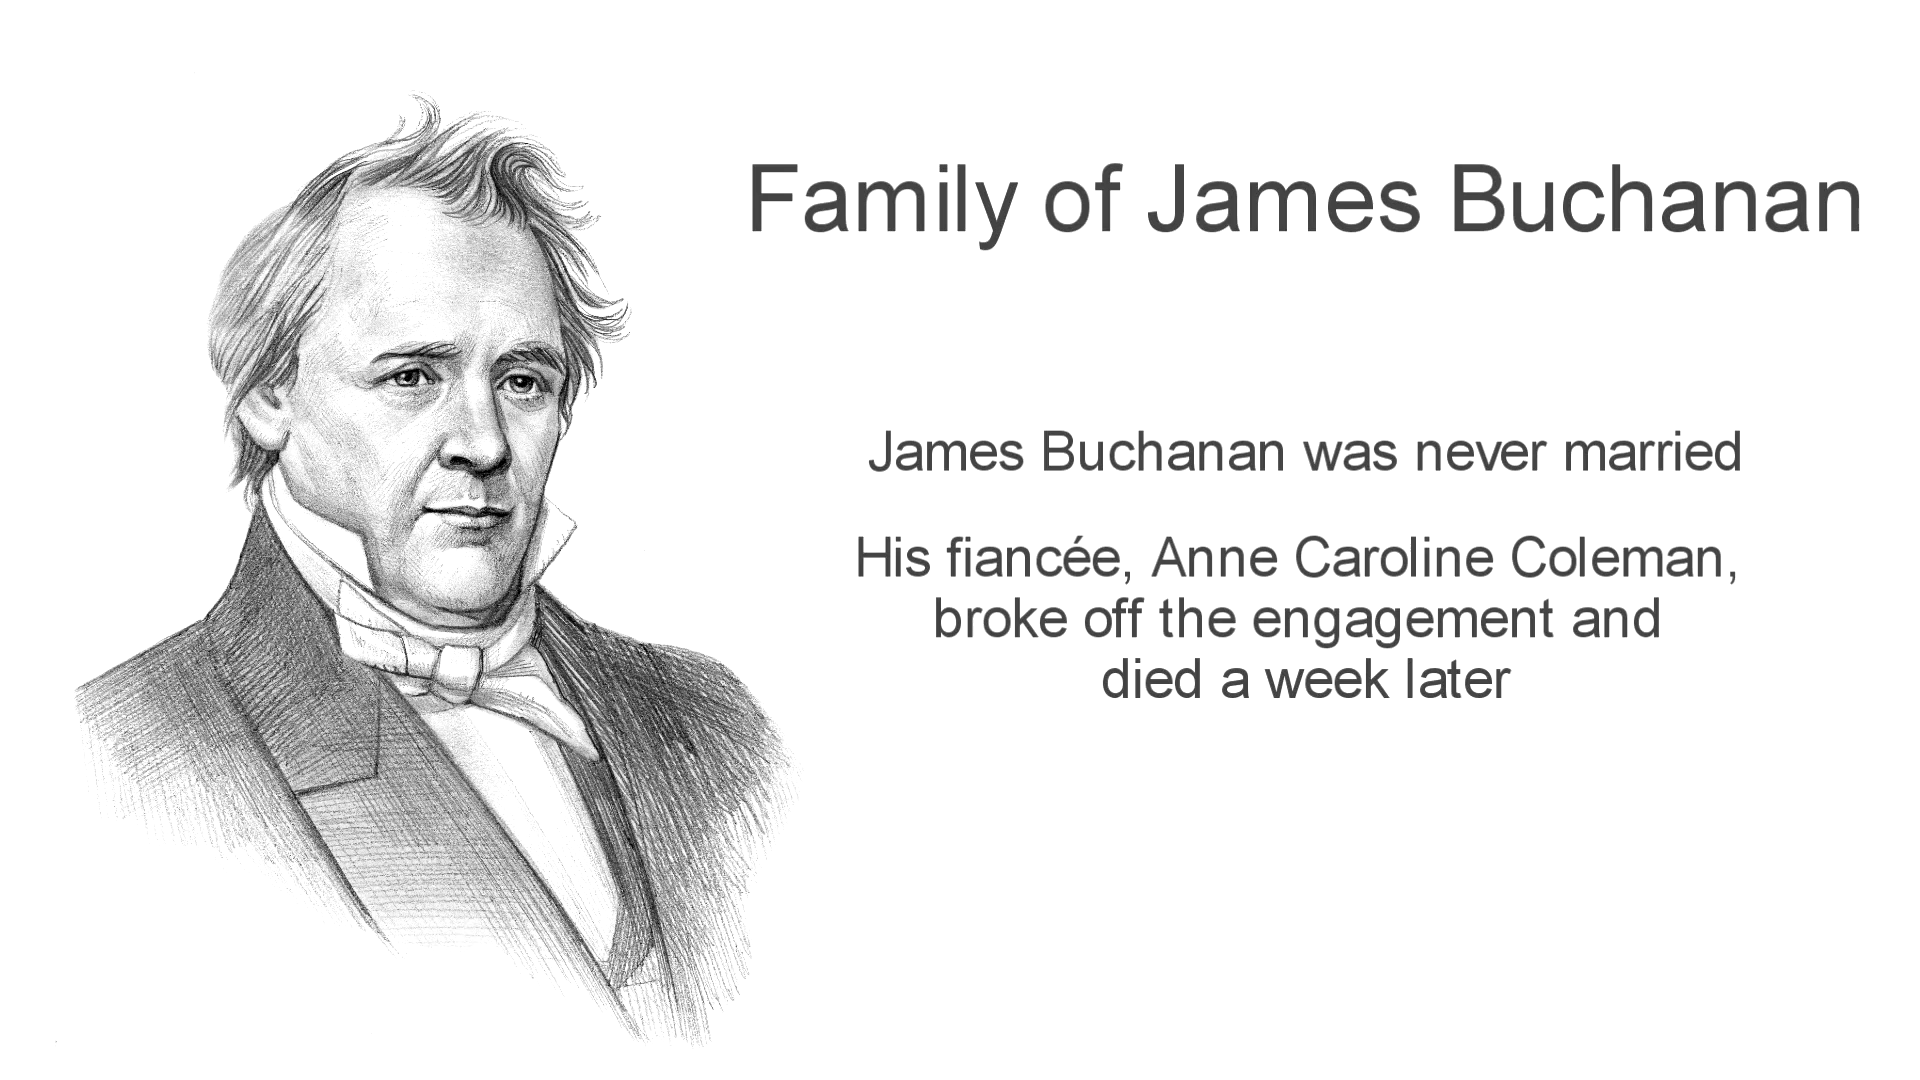 Family of James Buchanan
James Buchanan was never married
His fiancée, Anne Caroline Coleman,
broke off the engagement and
died a week later